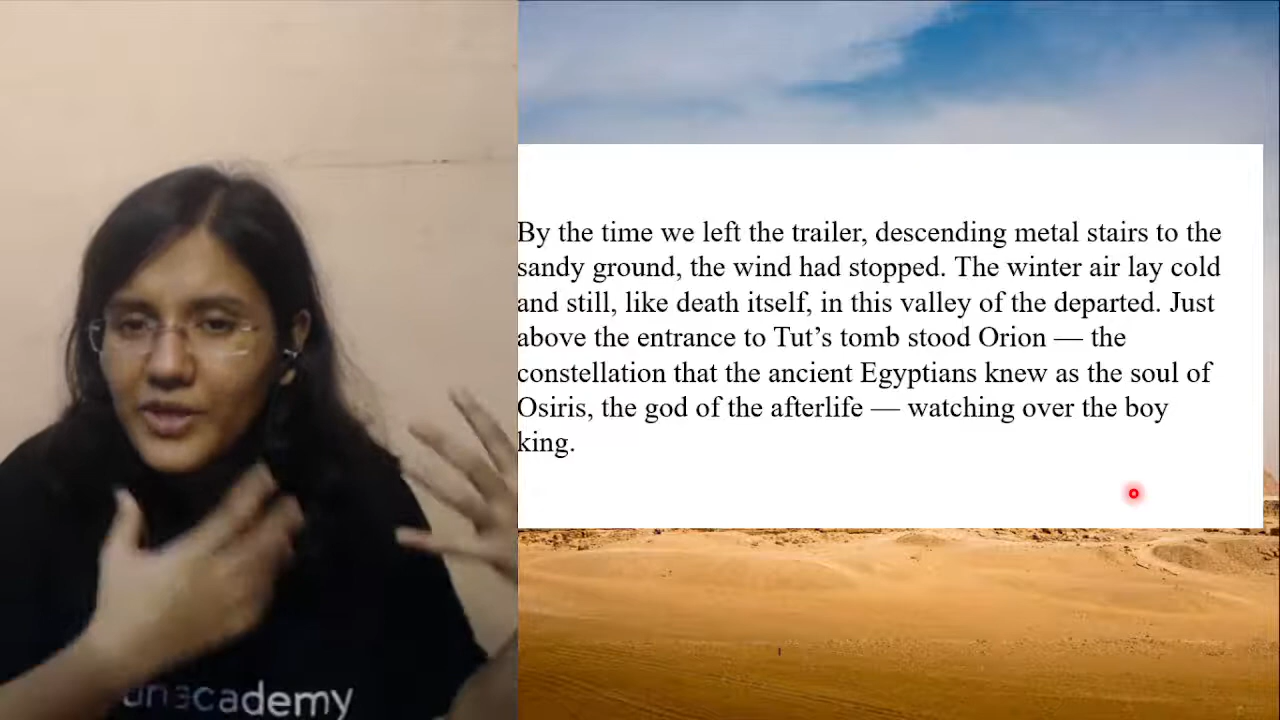 By the time we left the trailer, descending metal stairs to the
sandy ground, the wind had stopped. The winter air lay cold
and still, like death itself, in this valley of the departed. Just
above the entrance to Tut’s tomb stood Orion — the
constellation that the ancient Egyptians knew as the soul of
Osiris, the god of the afterlife — watching over the boy
king.
unacademy